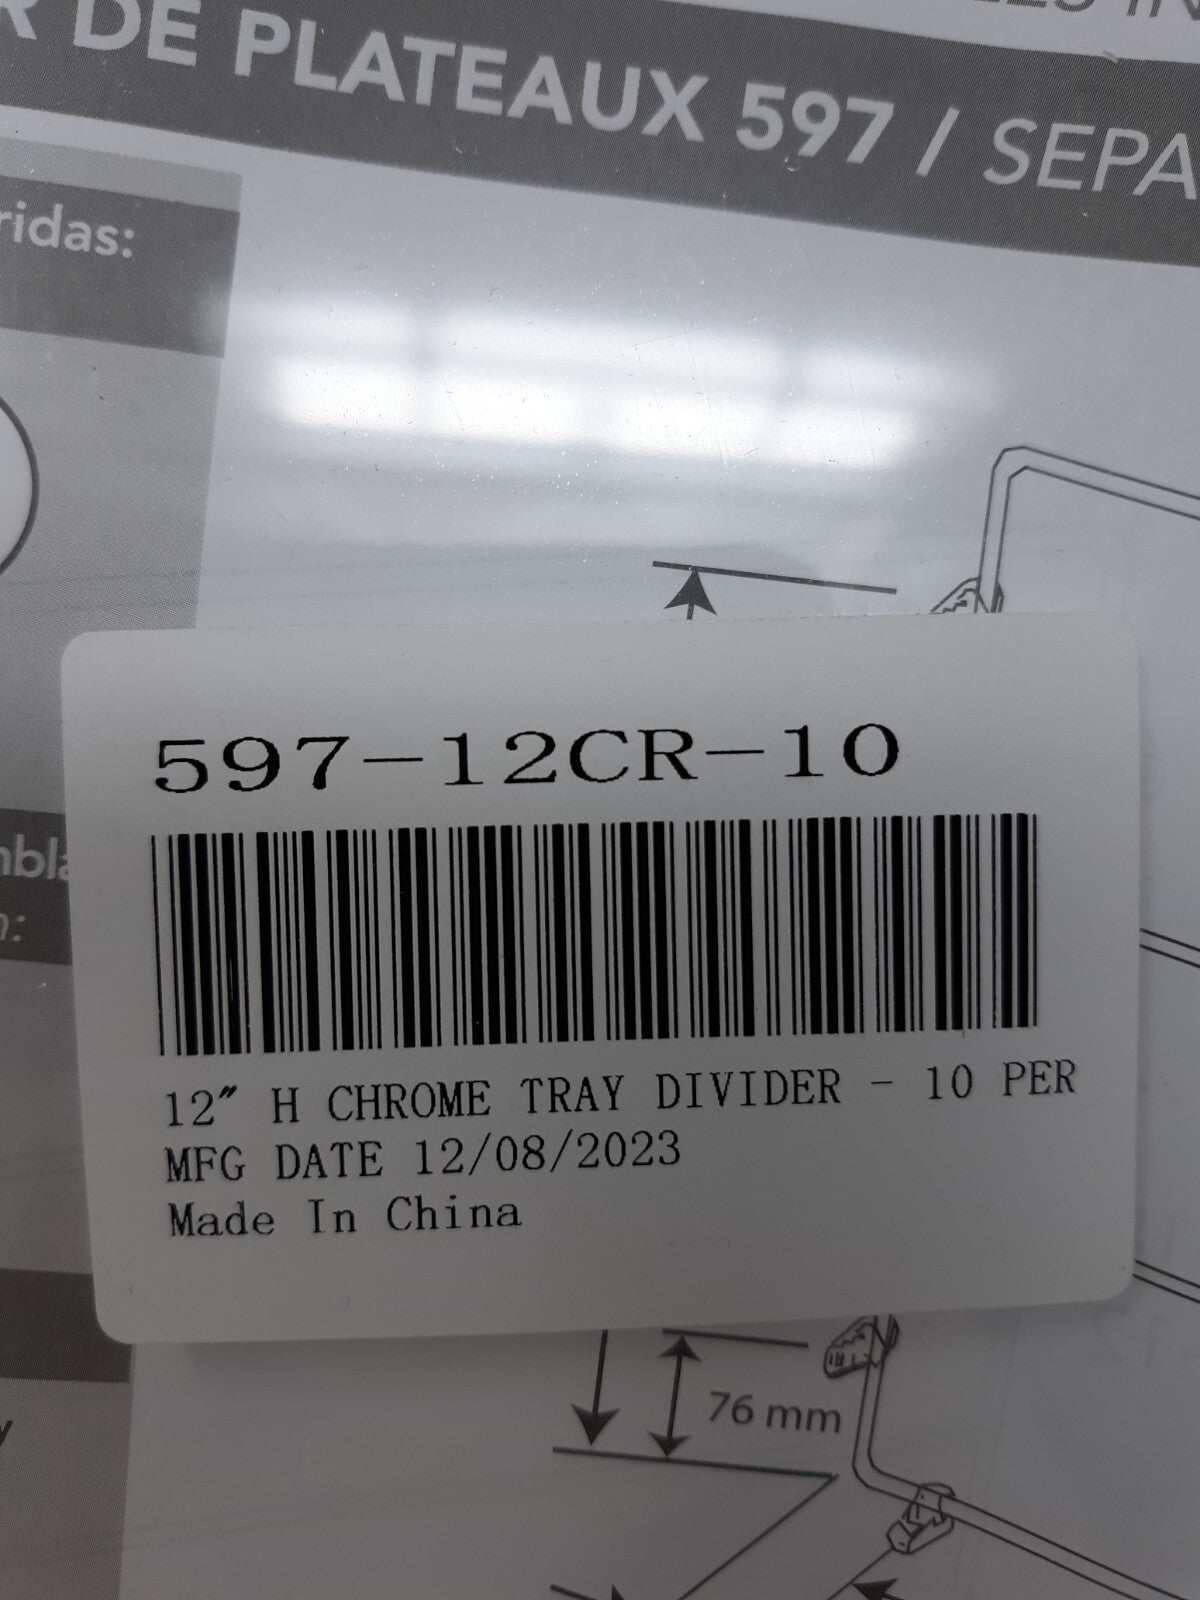 DE PLATEAUX 597 / SEPA
ridas:
597-12CR-10
12" H CHROME TRAY DIVIDER - 10 PER
MFG DATE 12/08/2023
Made In China
76 mm